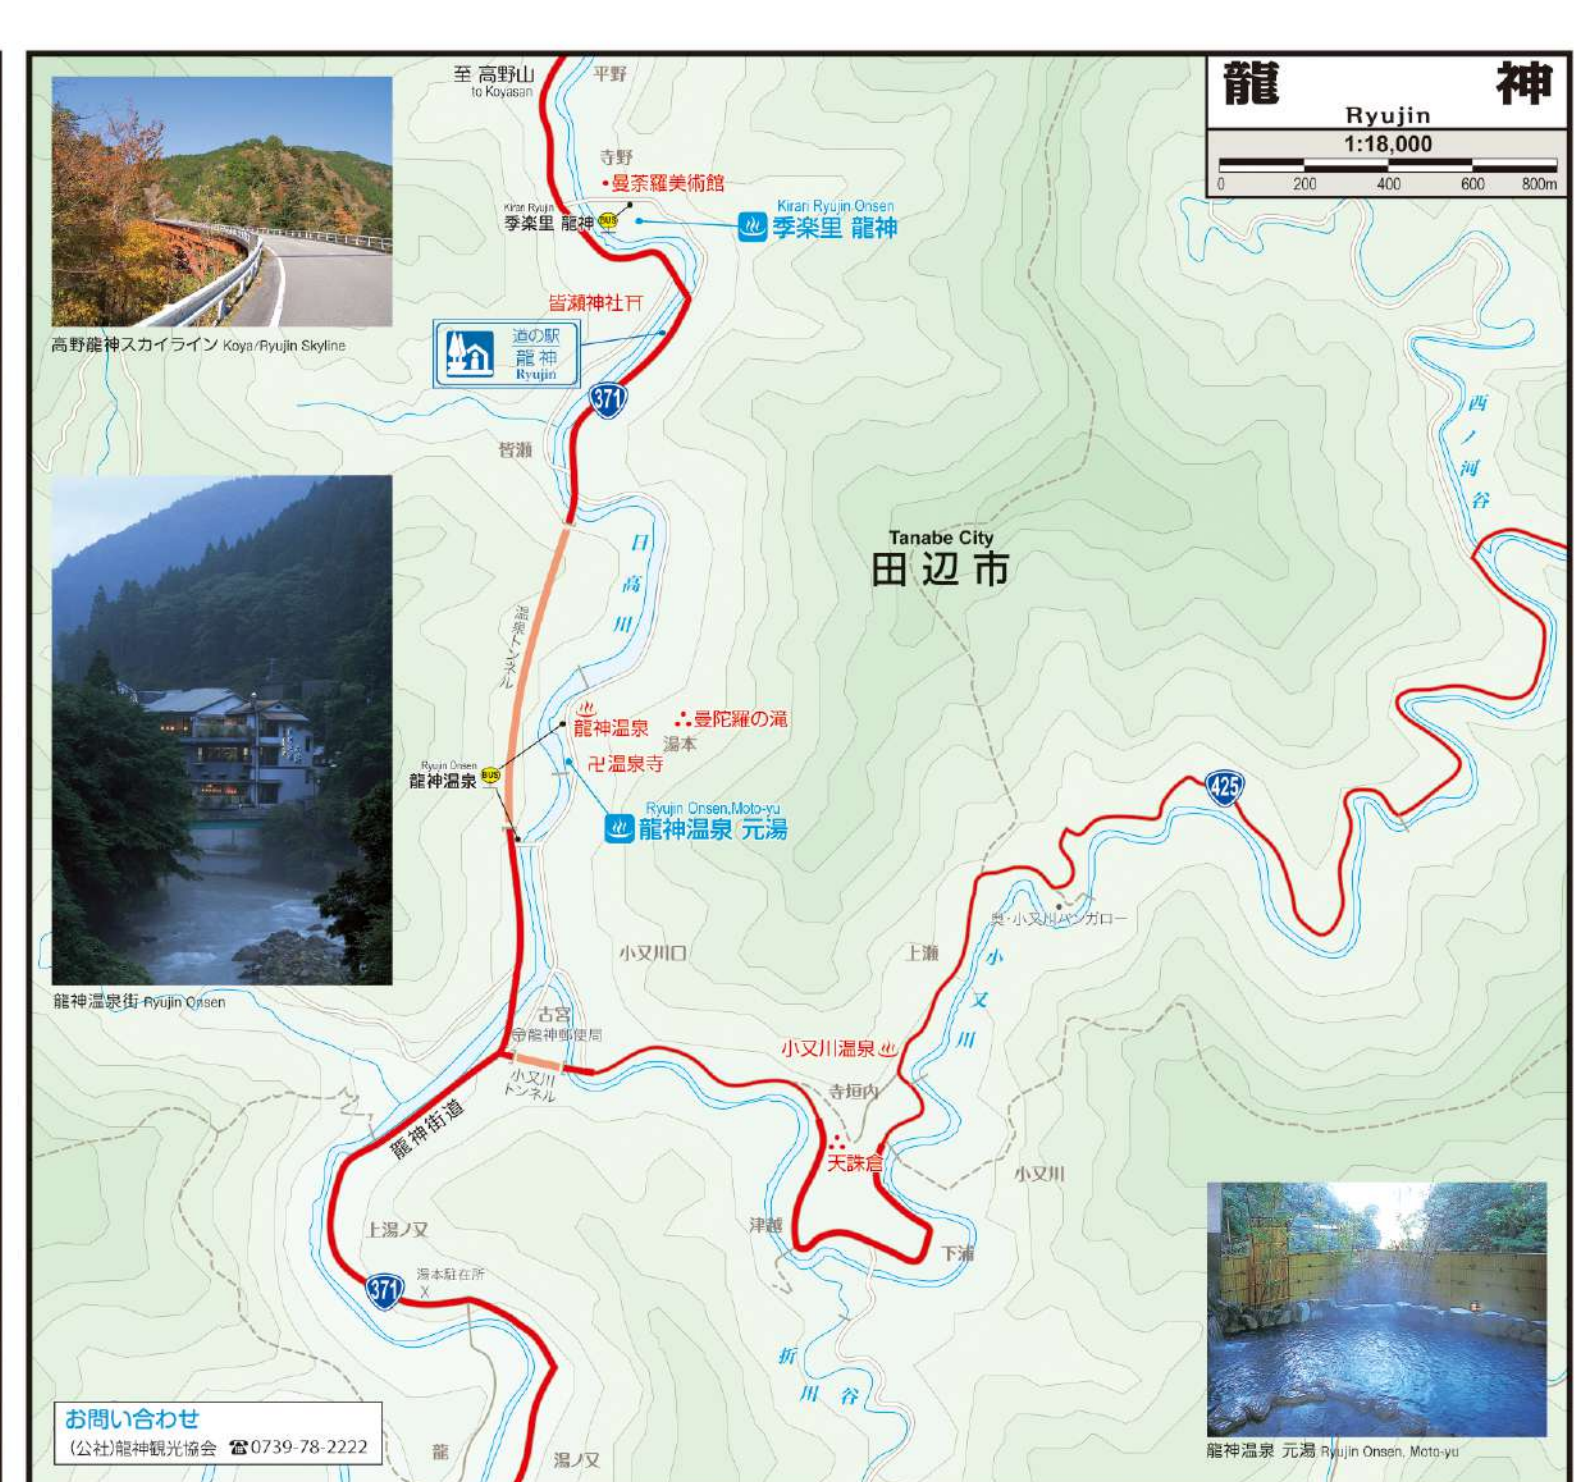 龍 神
Ryujin
1:18,000
0 200 400 600 800m
至 高野山
to Koyasan
平野
寺野
曼荼羅美術館
Kirari Ryujin
季楽里 龍神
BUS
Kirari Ryujin Onsen
季楽里 龍神
高野龍神スカイライン Koya/Ryujin Skyline
皆瀬神社
道の駅
龍神
Ryujin
371
皆瀬
西ノ河谷
日高川
Tanabe City
田辺市
温泉トンネル
龍神温泉
曼陀羅の滝
湯本
卍温泉寺
Ryujin Onsen
龍神温泉
BUS
Ryujin Onsen,Moto-yu
龍神温泉 元湯
425
奥・小又川バンガロー
小又川口
上瀬
小又川
龍神温泉街 Ryujin Onsen
古宮
龍神郵便局
小又川
トンネル
小又川温泉
寺垣内
龍神街道
天誅倉
小又川
津越
下浦
上湯ノ又
湯本駐在所
X
371
折川谷
お問い合わせ
(公社)龍神観光協会 ☎0739-78-2222
龍
湯ノ又
龍神温泉 元湯 Ryujin Onsen, Moto-yu